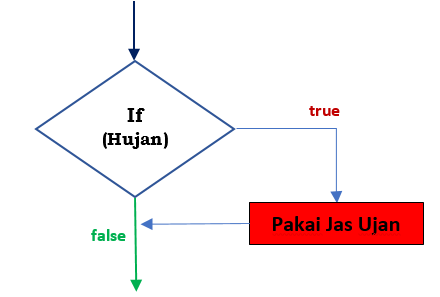 If
(Hujan)
true
Pakai Jas Ujan
false